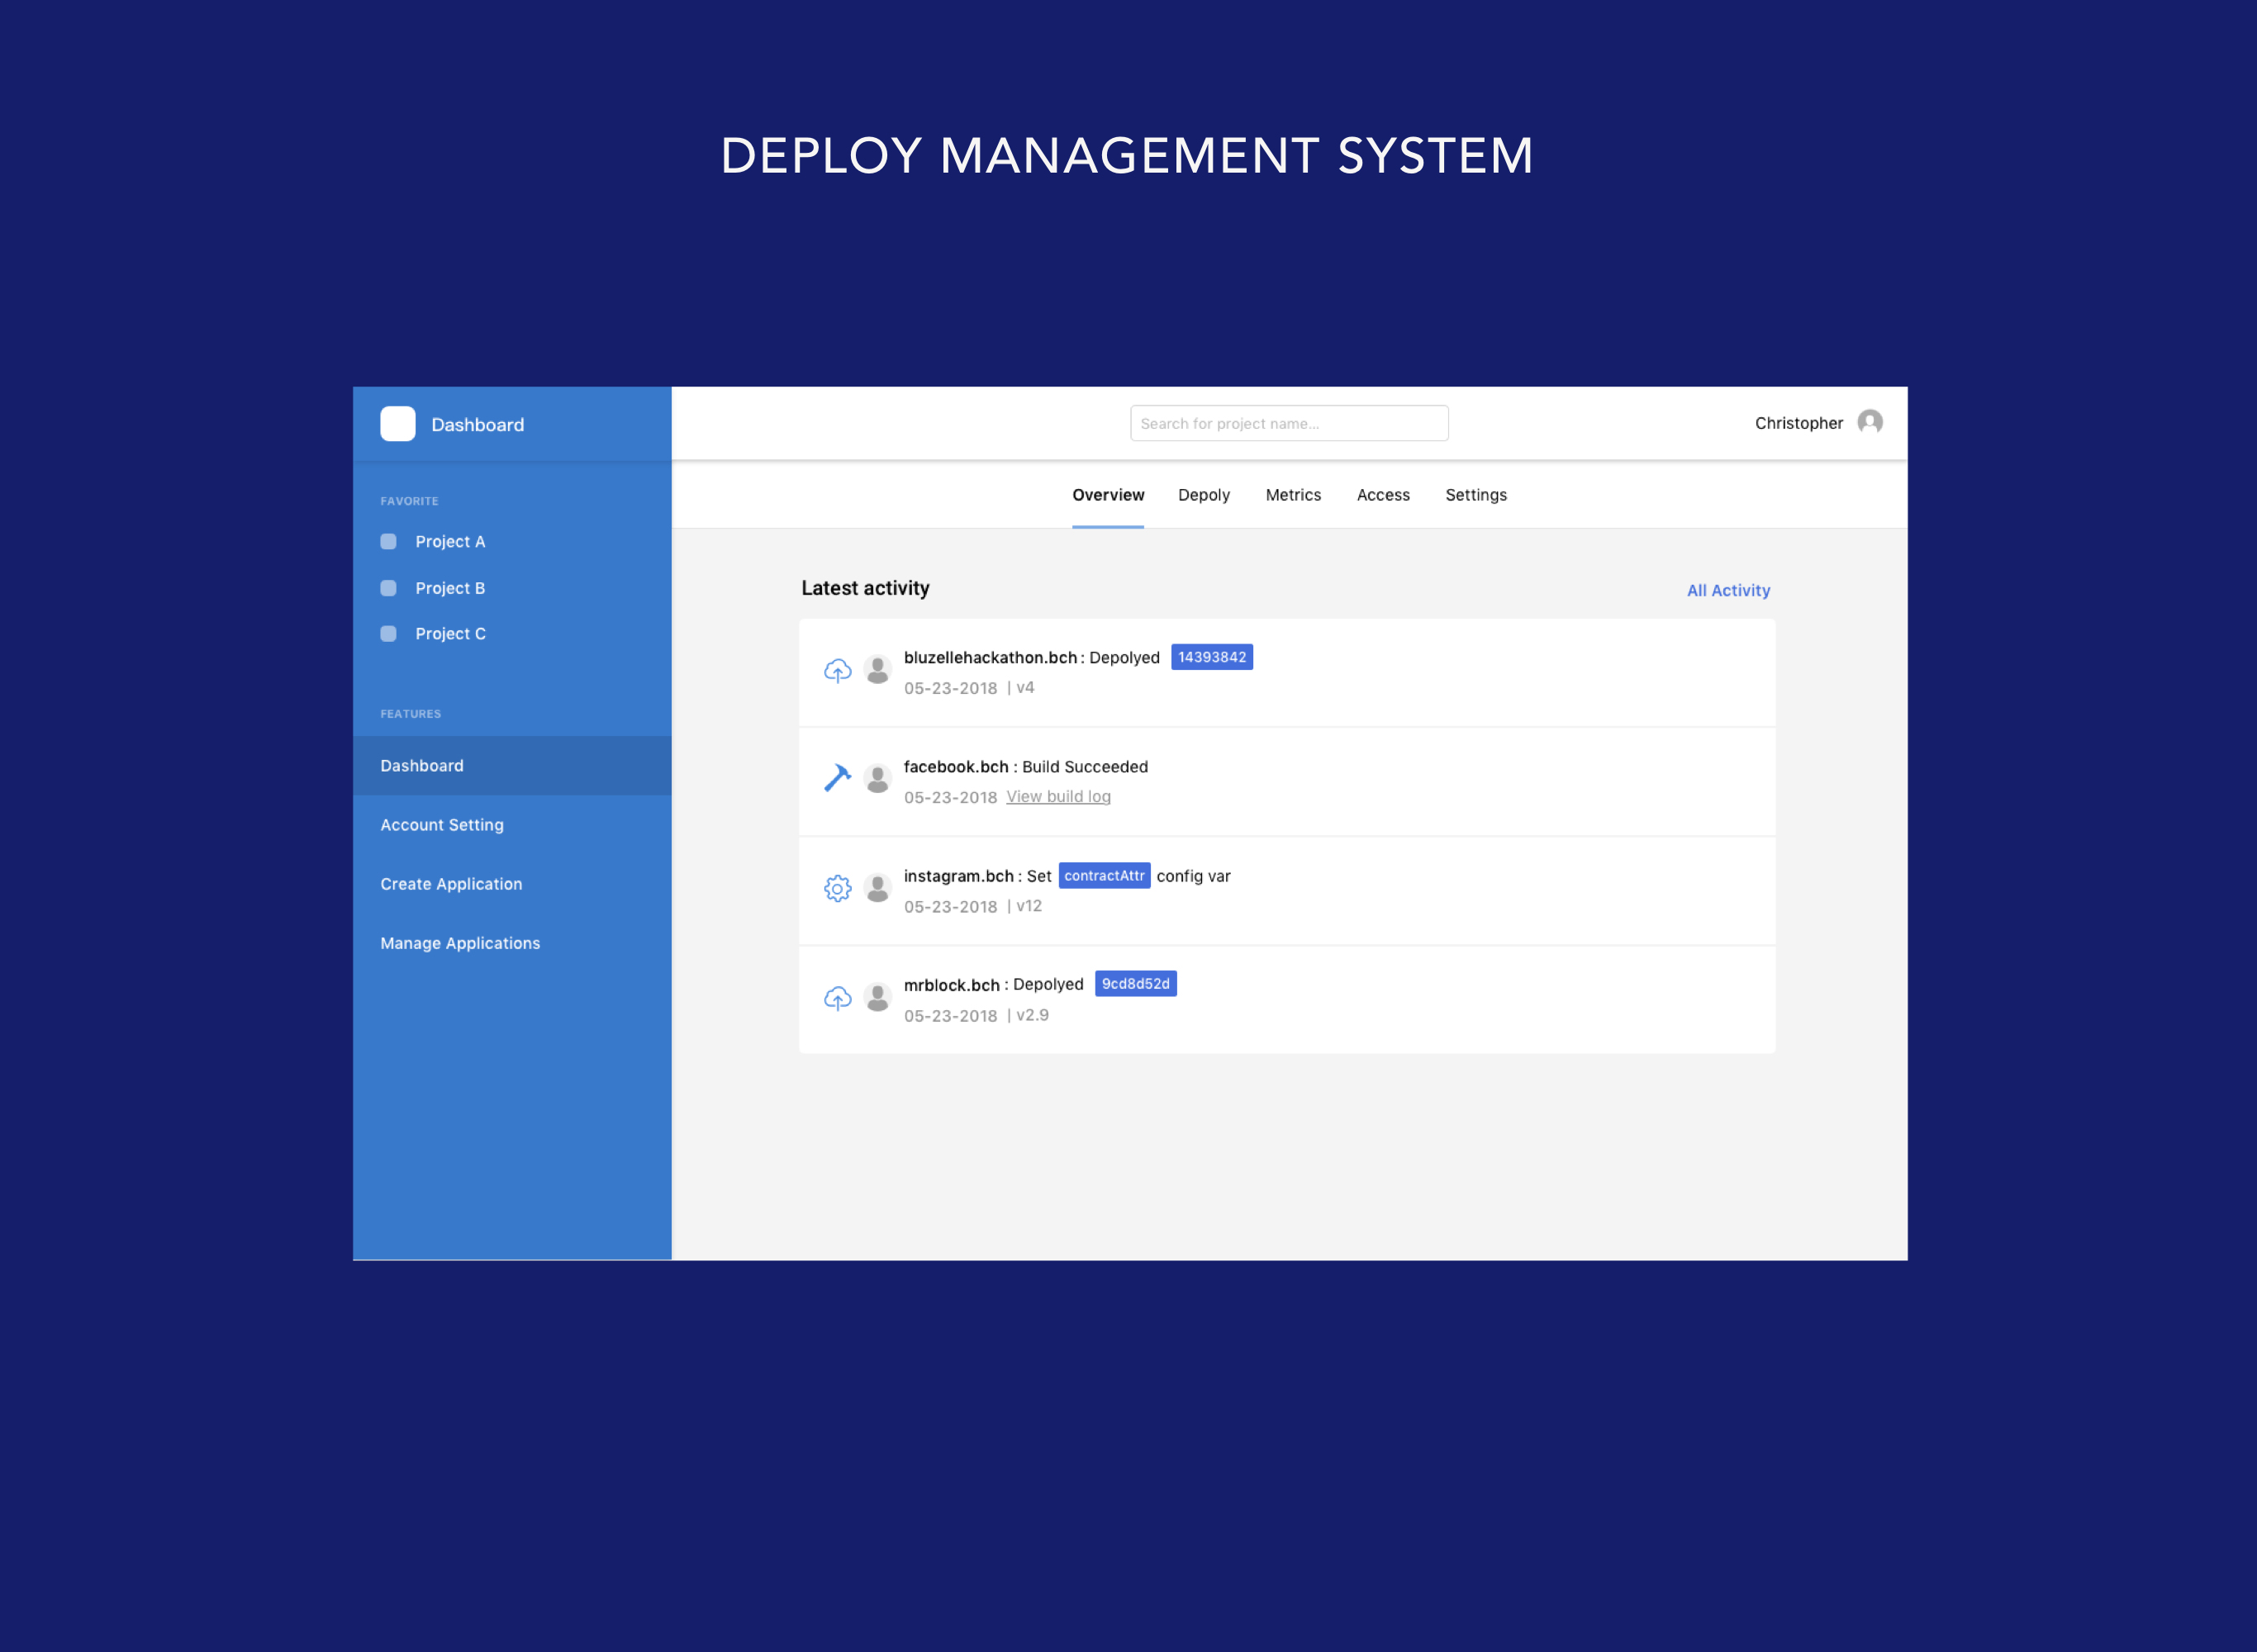 DEPLOY MANAGEMENT SYSTEM
Dashboard
Search for project name...
Christopher
FAVORITE
Project A
Project B
Project C
FEATURES
Dashboard
Account Setting
Create Application
Manage Applications
Overview Depoly Metrics Access Settings
Latest activity
All Activity
bluzellehackathon.bch : Depolyed 14393842
05-23-2018 | v4
facebook.bch : Build Succeeded
05-23-2018 View build log
instagram.bch : Set contractAttr config var
05-23-2018 | v12
mrblock.bch : Depolyed 9cd8d52d
05-23-2018 | v2.9